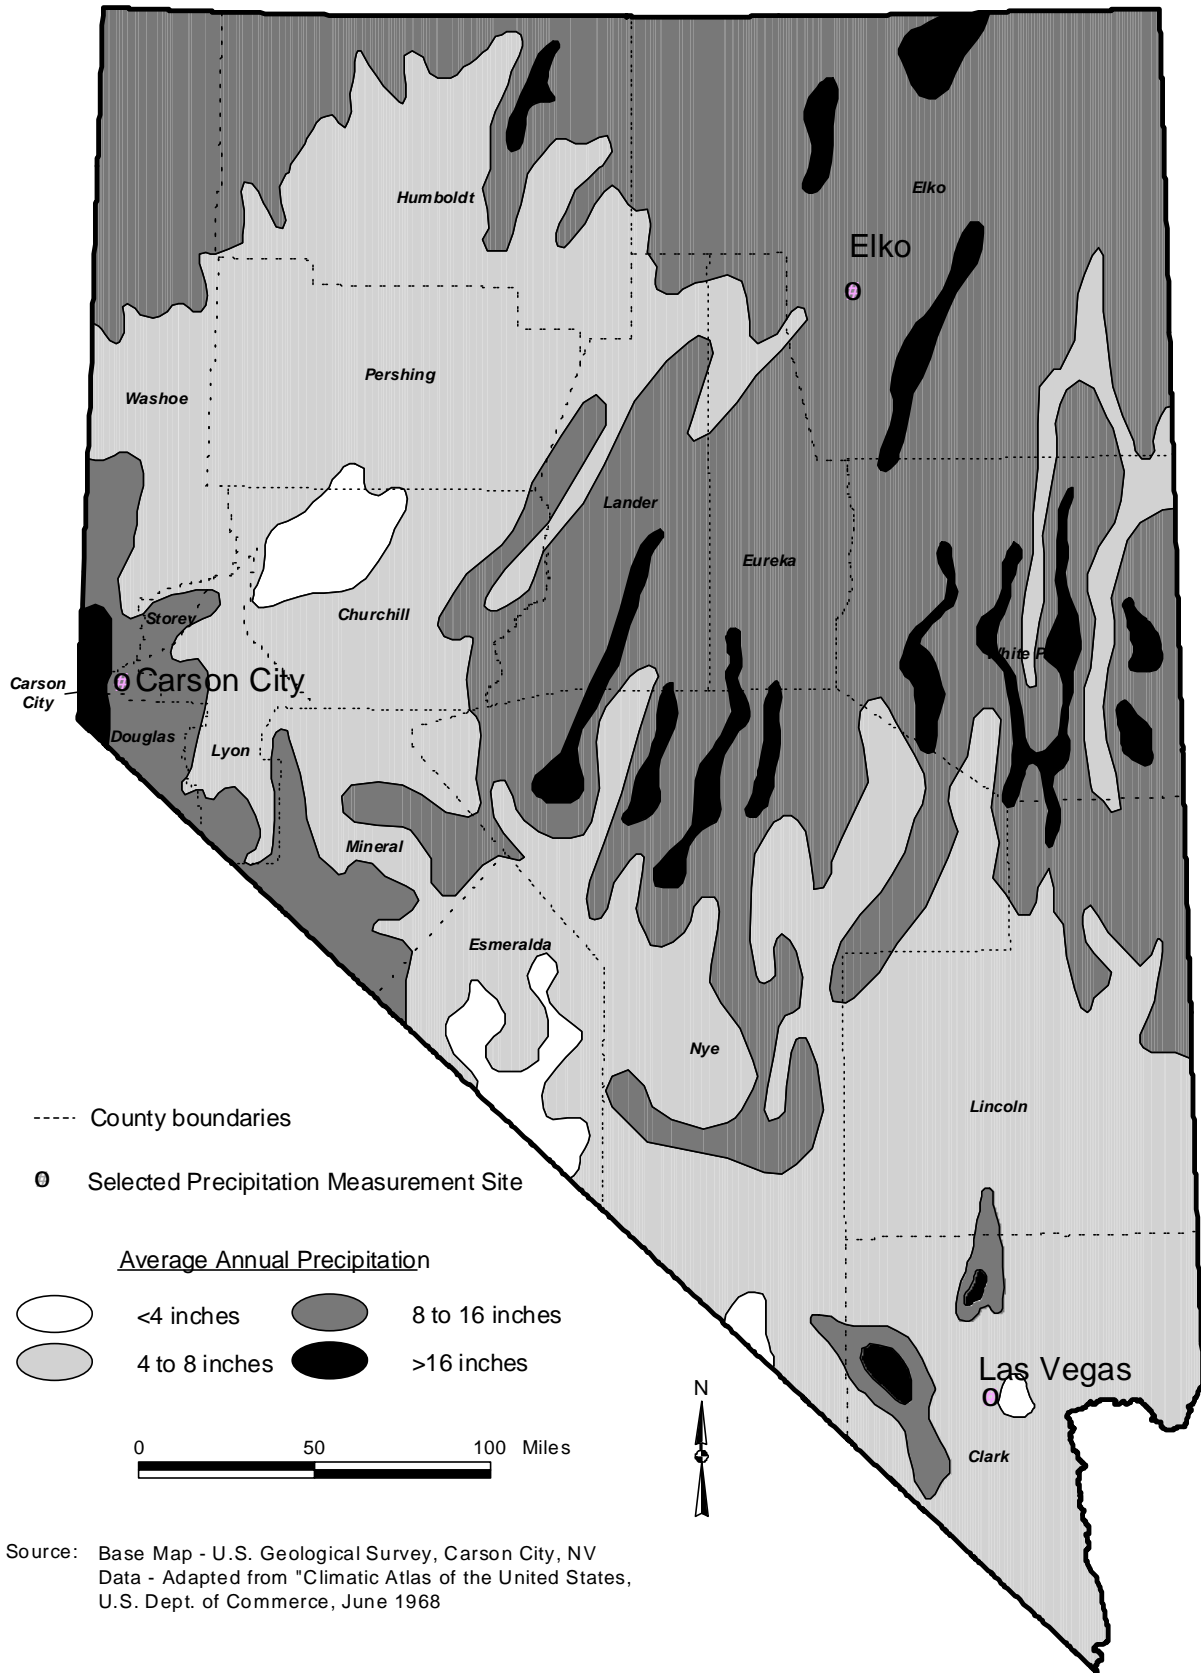 Humboldt
Elko
Elko
Pershing
Washoe
Lander
Eureka
Storey
Churchill
White P
Carson City
Carson
City
Douglas
Lyon
Mineral
Esmeralda
Nye
Lincoln
County boundaries
Selected Precipitation Measurement Site
Average Annual Precipitation
<4 inches
8 to 16 inches
4 to 8 inches
>16 inches
Las Vegas
N
0 50 100 Miles
Clark
Source: Base Map - U.S. Geological Survey, Carson City, NV
Data - Adapted from "Climatic Atlas of the United States,
U.S. Dept. of Commerce, June 1968